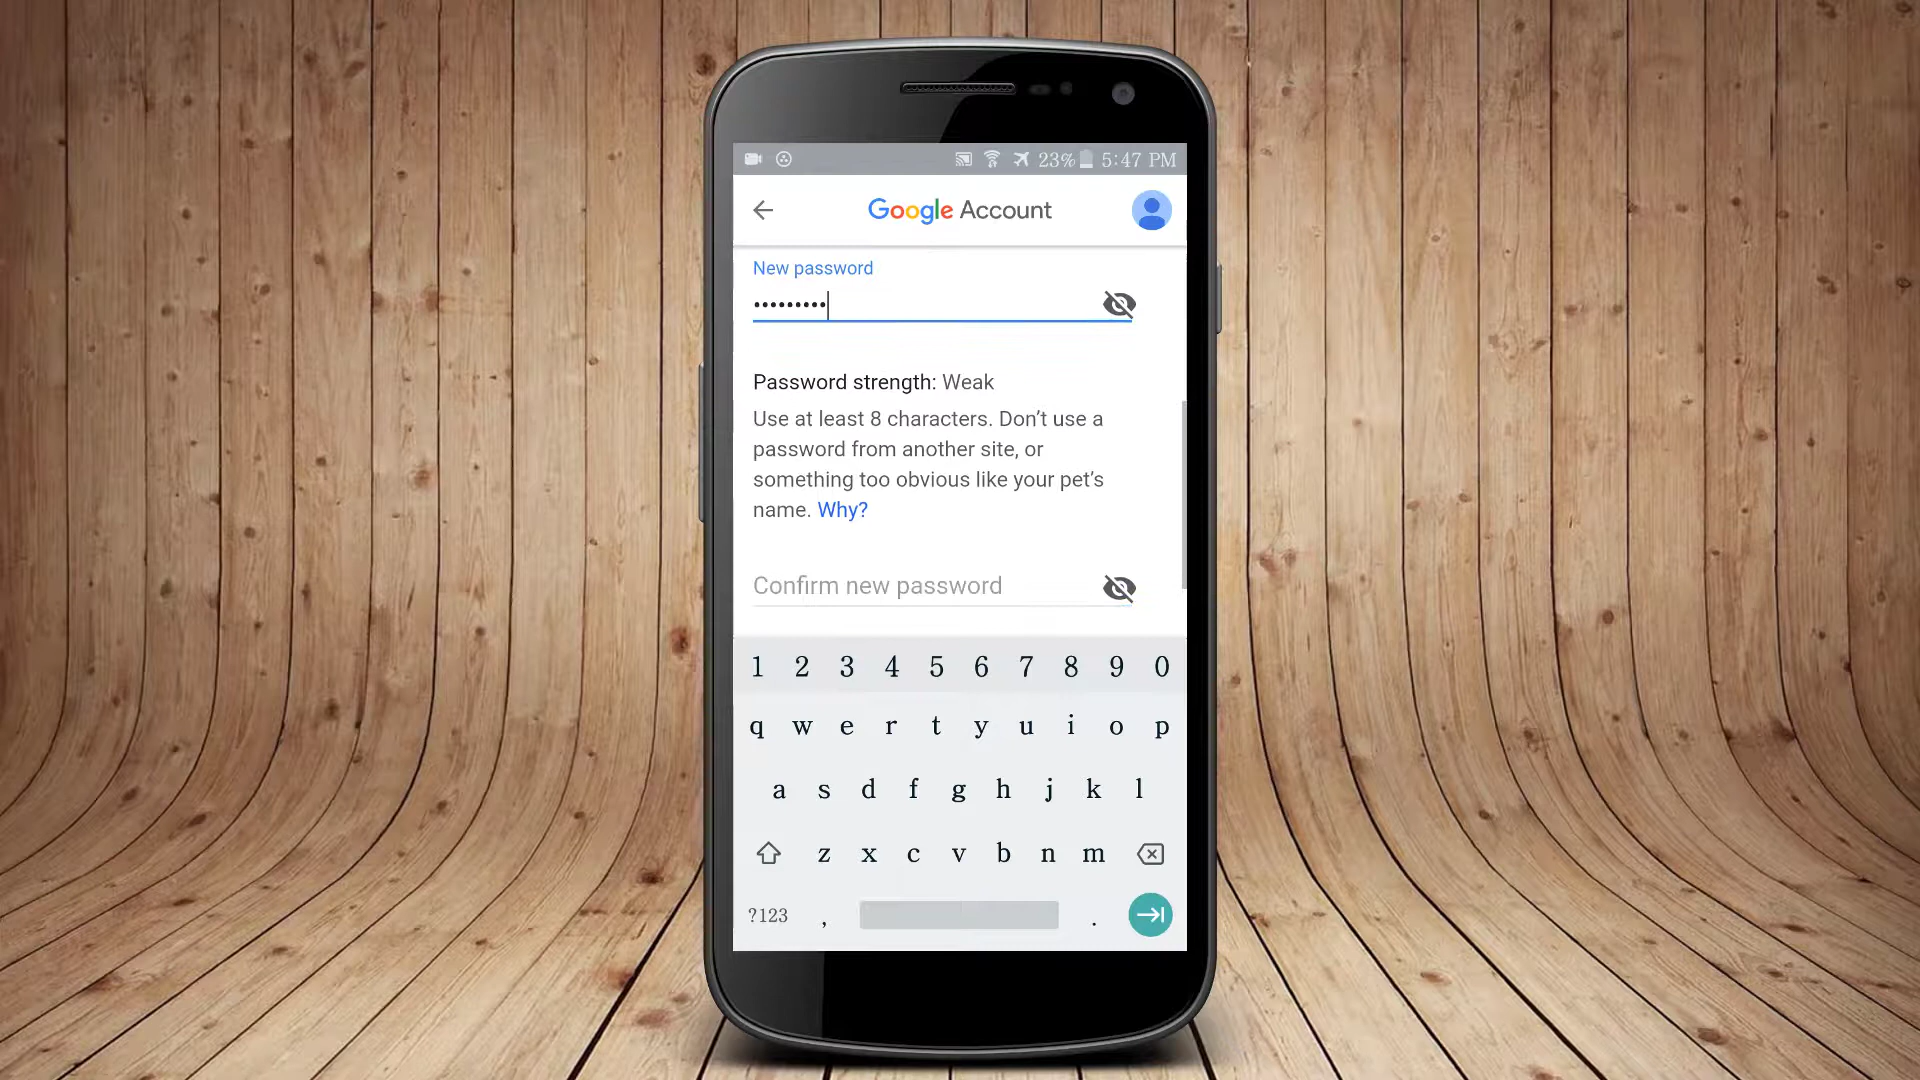 23% 5:47 PM
Google Account
New password
•••••••••
Password strength: Weak
Use at least 8 characters. Don’t use a
password from another site, or
something too obvious like your pet’s
name. Why?
Confirm new password
1 2 3 4 5 6 7 8 9 0
q w e r t y u i o p
a s d f g h j k l
z x c v b n m
?123 , .